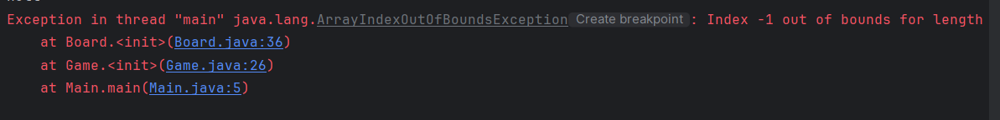 Exception in thread "main" java.lang.ArrayIndexOutOfBoundsException Create breakpoint : Index -1 out of bounds for length
at Board.<init>(Board.java:36)
at Game.<init>(Game.java:26)
at Main.main(Main.java:5)